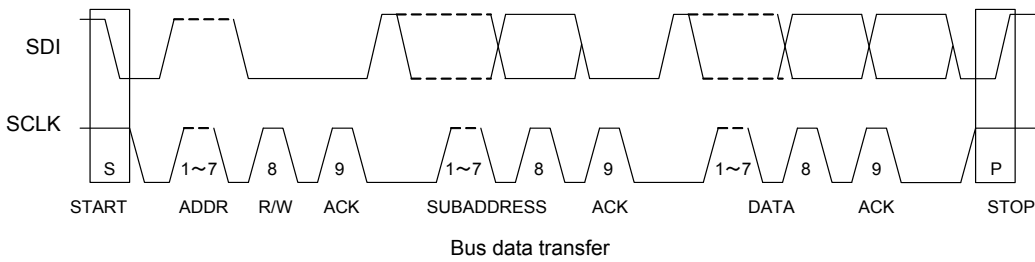 SDI
SCLK
S 1～7 8 9 1～7 8 9 1～7 8 9 P
START ADDR R/W ACK SUBADDRESS ACK DATA ACK STOP
Bus data transfer